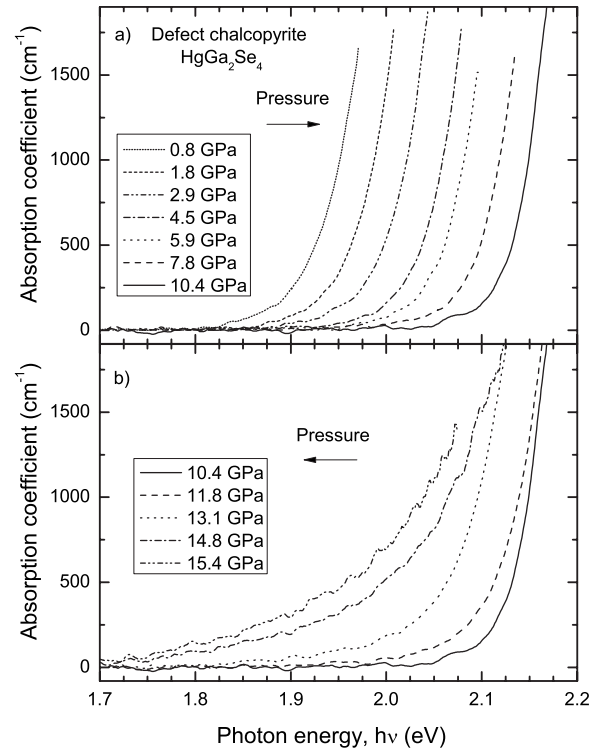 a) Defect chalcopyrite
HgGa₂Se₄
Pressure
0.8 GPa
1.8 GPa
2.9 GPa
4.5 GPa
5.9 GPa
7.8 GPa
10.4 GPa
Absorption coefficient (cm⁻¹)
1500
1000
500
0
b)
Pressure
10.4 GPa
11.8 GPa
13.1 GPa
14.8 GPa
15.4 GPa
Absorption coefficient (cm⁻¹)
1500
1000
500
0
1.7 1.8 1.9 2.0 2.1 2.2
Photon energy, hν (eV)